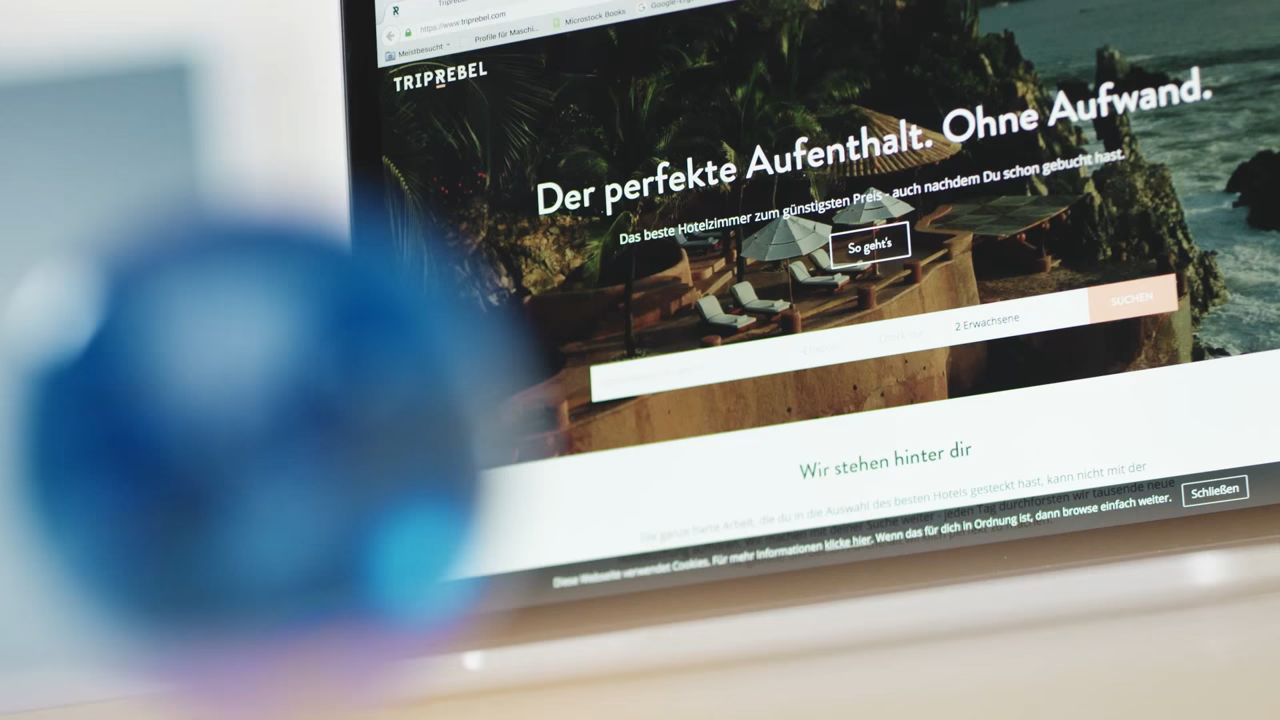 https://www.triprebel.com
Meistbesucht
Profile für Maschi...
Microstock Books
TRIPREBEL
Der perfekte Aufenthalt. Ohne Aufwand.
Das beste Hotelzimmer zum günstigsten Preis - auch nachdem Du schon gebucht hast.
So geht's
2 Erwachsene
SUCHEN
Wir stehen hinter dir
Die ganze harte Arbeit, die du in die Auswahl des besten Hotels gesteckt hast, kann nicht mit der
jeden Tag durchforsten wir tausende neue
Diese Webseite verwendet Cookies. Für mehr Informationen klicke hier. Wenn das für dich in Ordnung ist, dann browse einfach weiter.
Schließen